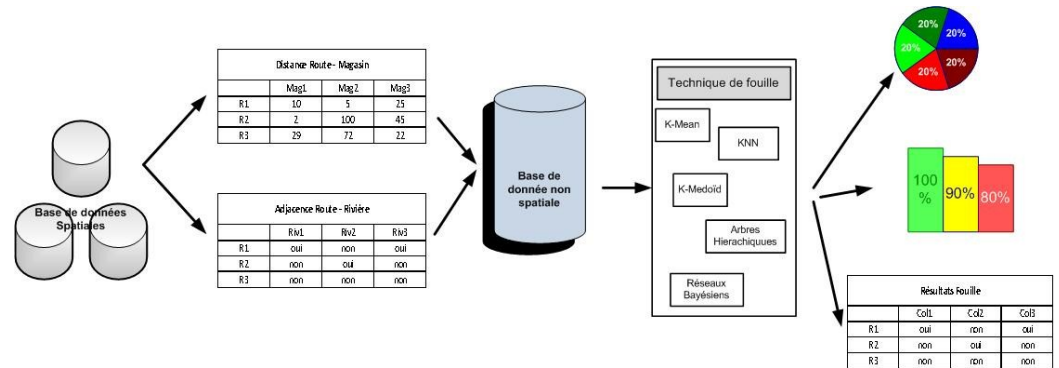 Base de données
Spatiales
Distance Route - Magasin
Mag1 Mag2 Mag3
R1 10 5 25
R2 2 100 45
R3 29 72 22
Adjacence Route - Rivière
Riv1 Riv2 Riv3
R1 oui non oui
R2 non oui non
R3 non non non
Base de
donnée non
spatiale
Technique de fouille
K-Mean
KNN
K-Medoïd
Arbres
Hierachiquues
Réseaux
Bayésiens
20%
20%
20%
20%
20%
100
%
90%
80%
Résultats Fouille
Col1 Col2 Col3
R1 oui non oui
R2 non oui non
R3 non non non